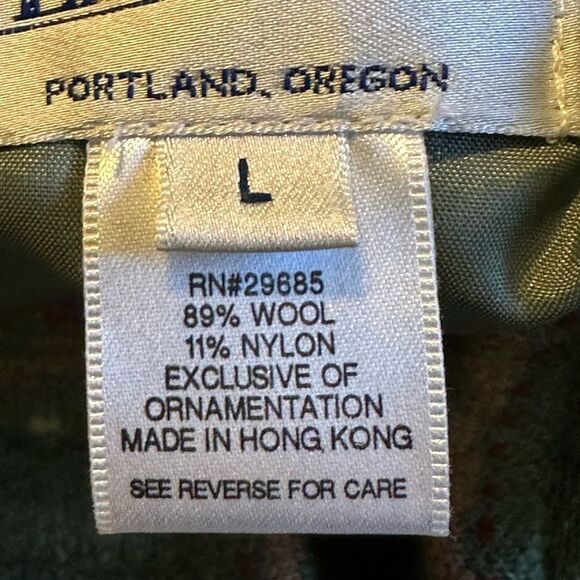 PORTLAND, OREGON
L
RN#29685
89% WOOL
11% NYLON
EXCLUSIVE OF
ORNAMENTATION
MADE IN HONG KONG
SEE REVERSE FOR CARE